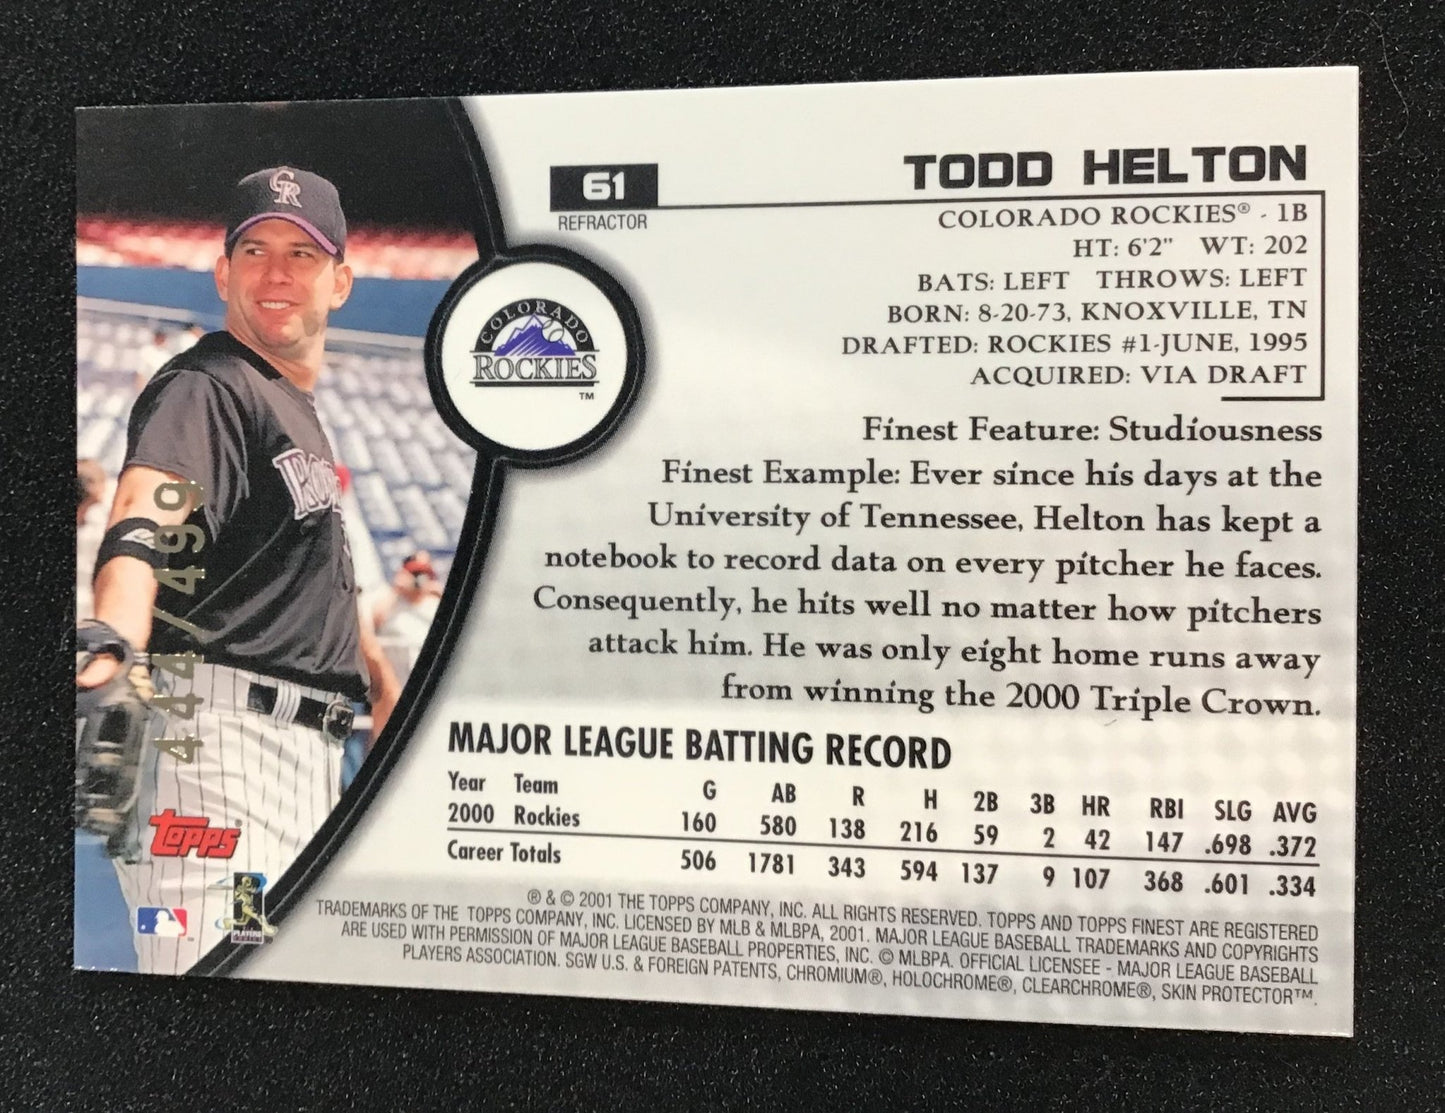 61
REFRACTOR
TODD HELTON
COLORADO ROCKIES® - 1B
HT: 6'2" WT: 202
BATS: LEFT THROWS: LEFT
BORN: 8-20-73, KNOXVILLE, TN
DRAFTED: ROCKIES #1-JUNE, 1995
ACQUIRED: VIA DRAFT
CR
COLORADO
ROCKIES
™
Finest Feature: Studiousness
Finest Example: Ever since his days at the
University of Tennessee, Helton has kept a
notebook to record data on every pitcher he faces.
Consequently, he hits well no matter how pitchers
attack him. He was only eight home runs away
from winning the 2000 Triple Crown.
444/499
MAJOR LEAGUE BATTING RECORD
Year Team G AB R H 2B 3B HR RBI SLG AVG
2000 Rockies 160 580 138 216 59 2 42 147 .698 .372
Career Totals 506 1781 343 594 137 9 107 368 .601 .334
topps®
PLAYERS
® & © 2001 THE TOPPS COMPANY, INC. ALL RIGHTS RESERVED. TOPPS AND TOPPS FINEST ARE REGISTERED
TRADEMARKS OF THE TOPPS COMPANY, INC. LICENSED BY MLB & MLBPA, 2001. MAJOR LEAGUE BASEBALL TRADEMARKS AND COPYRIGHTS
ARE USED WITH PERMISSION OF MAJOR LEAGUE BASEBALL PROPERTIES, INC. © MLBPA. OFFICIAL LICENSEE - MAJOR LEAGUE BASEBALL
PLAYERS ASSOCIATION. SGW U.S. & FOREIGN PATENTS, CHROMIUM®, HOLOCHROME®, CLEARCHROME®, SKIN PROTECTOR™.